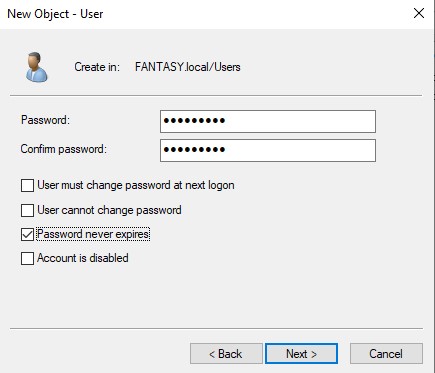 New Object - User
Create in: FANTASY.local/Users
Password: •••••••••
Confirm password: •••••••••
User must change password at next logon
User cannot change password
Password never expires
Account is disabled
< Back Next > Cancel